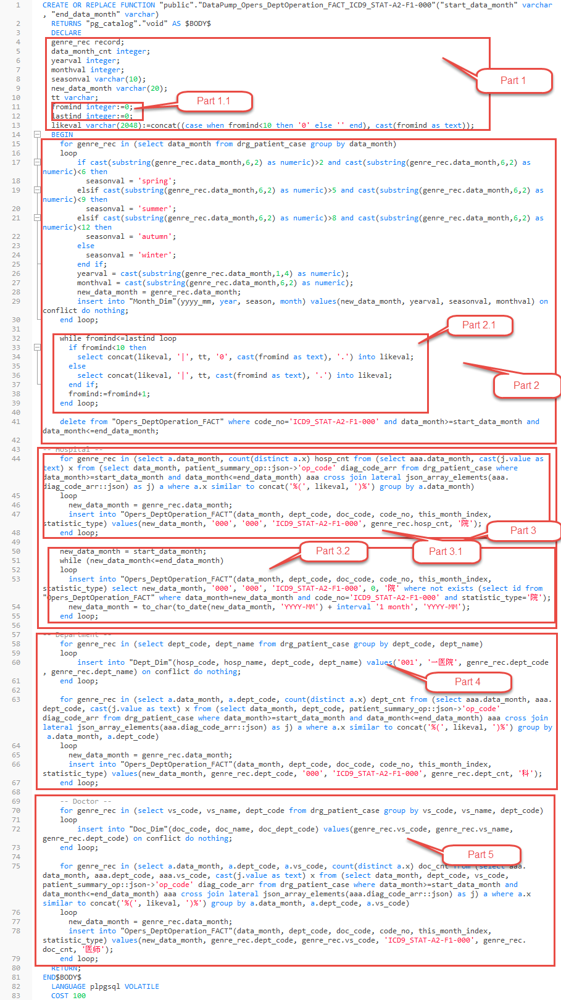 1 CREATE OR REPLACE FUNCTION "public"."DataPump_Opers_DeptOperation_FACT_ICD9_STAT-A2-F1-000"("start_data_month" varchar
, "end_data_month" varchar)
2 RETURNS "pg_catalog"."void" AS $BODY$
3 DECLARE
4 genre_rec record;
5 data_month_cnt integer;
6 yearval integer;
7 monthval integer;
Part 1
8 seasonval varchar(10);
9 new_data_month varchar(20);
10 tt varchar;
Part 1.1
11 fromind integer:=0;
12 lastind integer:=0;
13 likeval varchar(2048):=concat((case when fromind<10 then '0' else '' end), cast(fromind as text));
14 BEGIN
15 for genre_rec in (select data_month from drg_patient_case group by data_month)
16 loop
17 if cast(substring(genre_rec.data_month,6,2) as numeric)>2 and cast(substring(genre_rec.data_month,6,2) as
numeric)<6 then
18 seasonval = 'spring';
19 elsif cast(substring(genre_rec.data_month,6,2) as numeric)>5 and cast(substring(genre_rec.data_month,6,2) as
numeric)<9 then
20 seasonval = 'summer';
21 elsif cast(substring(genre_rec.data_month,6,2) as numeric)>8 and cast(substring(genre_rec.data_month,6,2) as
numeric)<12 then
22 seasonval = 'autumn';
23 else
24 seasonval = 'winter';
25 end if;
26 yearval = cast(substring(genre_rec.data_month,1,4) as numeric);
27 monthval = cast(substring(genre_rec.data_month,6,2) as numeric);
28 new_data_month = genre_rec.data_month;
29 insert into "Month_Dim"(yyyy_mm, year, season, month) values(new_data_month, yearval, seasonval, monthval) on
conflict do nothing;
30 end loop;
31
Part 2.1
32 while fromind<=lastind loop
33 if fromind<10 then
34 select concat(likeval, '|', tt, '0', cast(fromind as text), '.') into likeval;
35 else
36 select concat(likeval, '|', tt, cast(fromind as text), '.') into likeval;
37 end if;
Part 2
38 fromind:=fromind+1;
39 end loop;
40
41 delete from "Opers_DeptOperation_FACT" where code_no='ICD9_STAT-A2-F1-000' and data_month>=start_data_month and
data_month<=end_data_month;
42
43 -- Hospital --
44 for genre_rec in (select a.data_month, count(distinct a.x) hosp_cnt from (select aaa.data_month, cast(j.value as
text) x from (select data_month, patient_summary_op::json->'op_code' diag_code_arr from drg_patient_case where
data_month>=start_data_month and data_month<=end_data_month) aaa cross join lateral json_array_elements(aaa.
diag_code_arr::json) as j) a where a.x similar to concat('%(', likeval, ')%') group by a.data_month)
45 loop
46 new_data_month = genre_rec.data_month;
47 insert into "Opers_DeptOperation_FACT"(data_month, dept_code, doc_code, code_no, this_month_index,
statistic_type) values(new_data_month, '000', '000', 'ICD9_STAT-A2-F1-000', genre_rec.hosp_cnt, '院');
Part 3
48 end loop;
49
Part 3.1
Part 3.2
50 new_data_month = start_data_month;
51 while (new_data_month<=end_data_month)
52 loop
53 insert into "Opers_DeptOperation_FACT"(data_month, dept_code, doc_code, code_no, this_month_index,
statistic_type) select new_data_month, '000', '000', 'ICD9_STAT-A2-F1-000', 0, '院' where not exists (select id from
"Opers_DeptOperation_FACT" where data_month=new_data_month and code_no='ICD9_STAT-A2-F1-000' and statistic_type='院');
54 new_data_month = to_char(to_date(new_data_month, 'YYYY-MM') + interval '1 month', 'YYYY-MM');
55 end loop;
56
57 -- Department --
58 for genre_rec in (select dept_code, dept_name from drg_patient_case group by dept_code, dept_name)
59 loop
60 insert into "Dept_Dim"(hosp_code, hosp_name, dept_code, dept_name) values('001', '一医院', genre_rec.dept_code
, genre_rec.dept_name) on conflict do nothing;
Part 4
61 end loop;
62
63 for genre_rec in (select a.data_month, a.dept_code, count(distinct a.x) dept_cnt from (select aaa.data_month, aaa.
dept_code, cast(j.value as text) x from (select data_month, dept_code, patient_summary_op::json->'op_code'
diag_code_arr from drg_patient_case where data_month>=start_data_month and data_month<=end_data_month) aaa cross join
lateral json_array_elements(aaa.diag_code_arr::json) as j) a where a.x similar to concat('%(', likeval, ')%') group by
a.data_month, a.dept_code)
64 loop
65 new_data_month = genre_rec.data_month;
66 insert into "Opers_DeptOperation_FACT"(data_month, dept_code, doc_code, code_no, this_month_index,
statistic_type) values(new_data_month, genre_rec.dept_code, '000', 'ICD9_STAT-A2-F1-000', genre_rec.dept_cnt, '科');
67 end loop;
68
69 -- Doctor --
70 for genre_rec in (select vs_code, vs_name, dept_code from drg_patient_case group by vs_code, vs_name, dept_code)
71 loop
72 insert into "Doc_Dim"(doc_code, doc_name, doc_dept_code) values(genre_rec.vs_code, genre_rec.vs_name,
genre_rec.dept_code) on conflict do nothing;
73 end loop;
Part 5
74
75 for genre_rec in (select a.data_month, a.dept_code, a.vs_code, count(distinct a.x) doc_cnt from (select aaa.
data_month, aaa.dept_code, aaa.vs_code, cast(j.value as text) x from (select data_month, dept_code, vs_code,
patient_summary_op::json->'op_code' diag_code_arr from drg_patient_case where data_month>=start_data_month and
data_month<=end_data_month) aaa cross join lateral json_array_elements(aaa.diag_code_arr::json) as j) a where a.x
similar to concat('%(', likeval, ')%') group by a.data_month, a.dept_code, a.vs_code)
76 loop
77 new_data_month = genre_rec.data_month;
78 insert into "Opers_DeptOperation_FACT"(data_month, dept_code, doc_code, code_no, this_month_index,
statistic_type) values(new_data_month, genre_rec.dept_code, genre_rec.vs_code, 'ICD9_STAT-A2-F1-000', genre_rec.
doc_cnt, '医师');
79 end loop;
80 RETURN;
81 END$BODY$
82 LANGUAGE plpgsql VOLATILE
83 COST 100